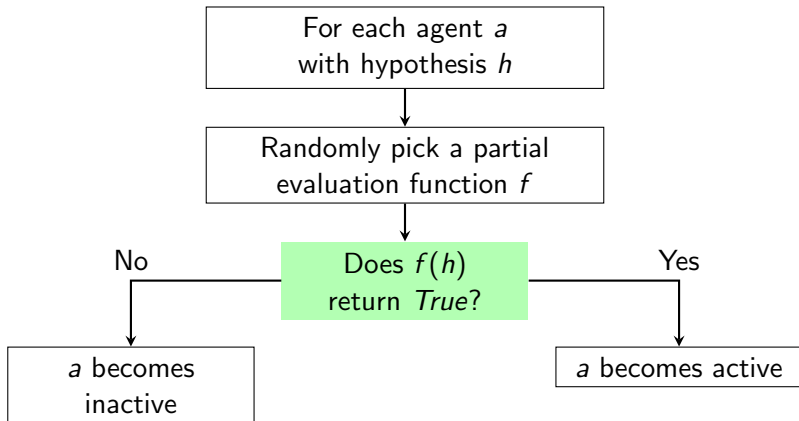 For each agent a
with hypothesis h
Randomly pick a partial
evaluation function f
No
Does f(h)
return True?
Yes
a becomes
inactive
a becomes active